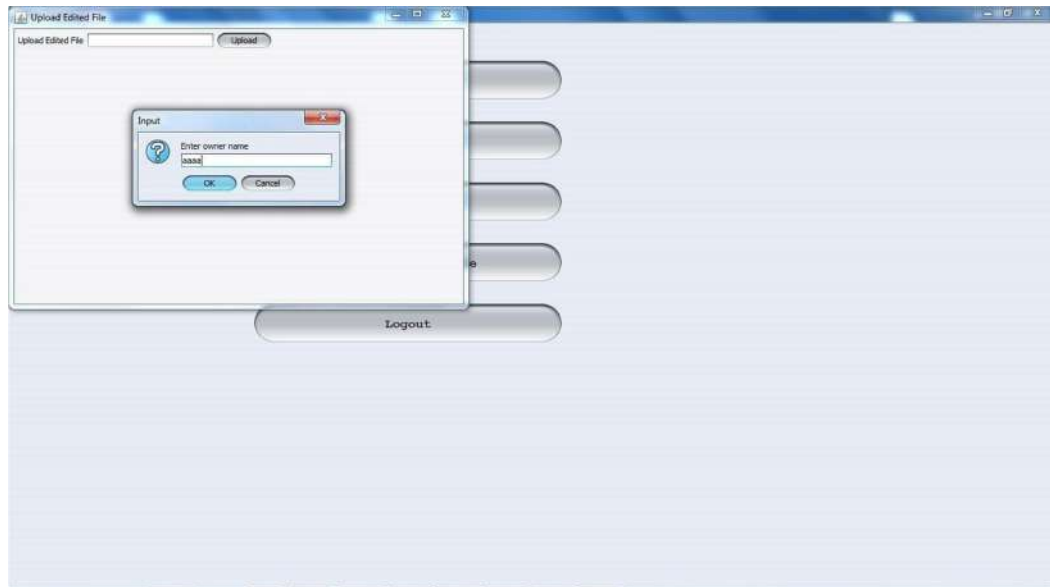 Upload Edited File
Upload Edited File Upload
Input
Enter owner name
aaaa
OK Cancel
e
Logout